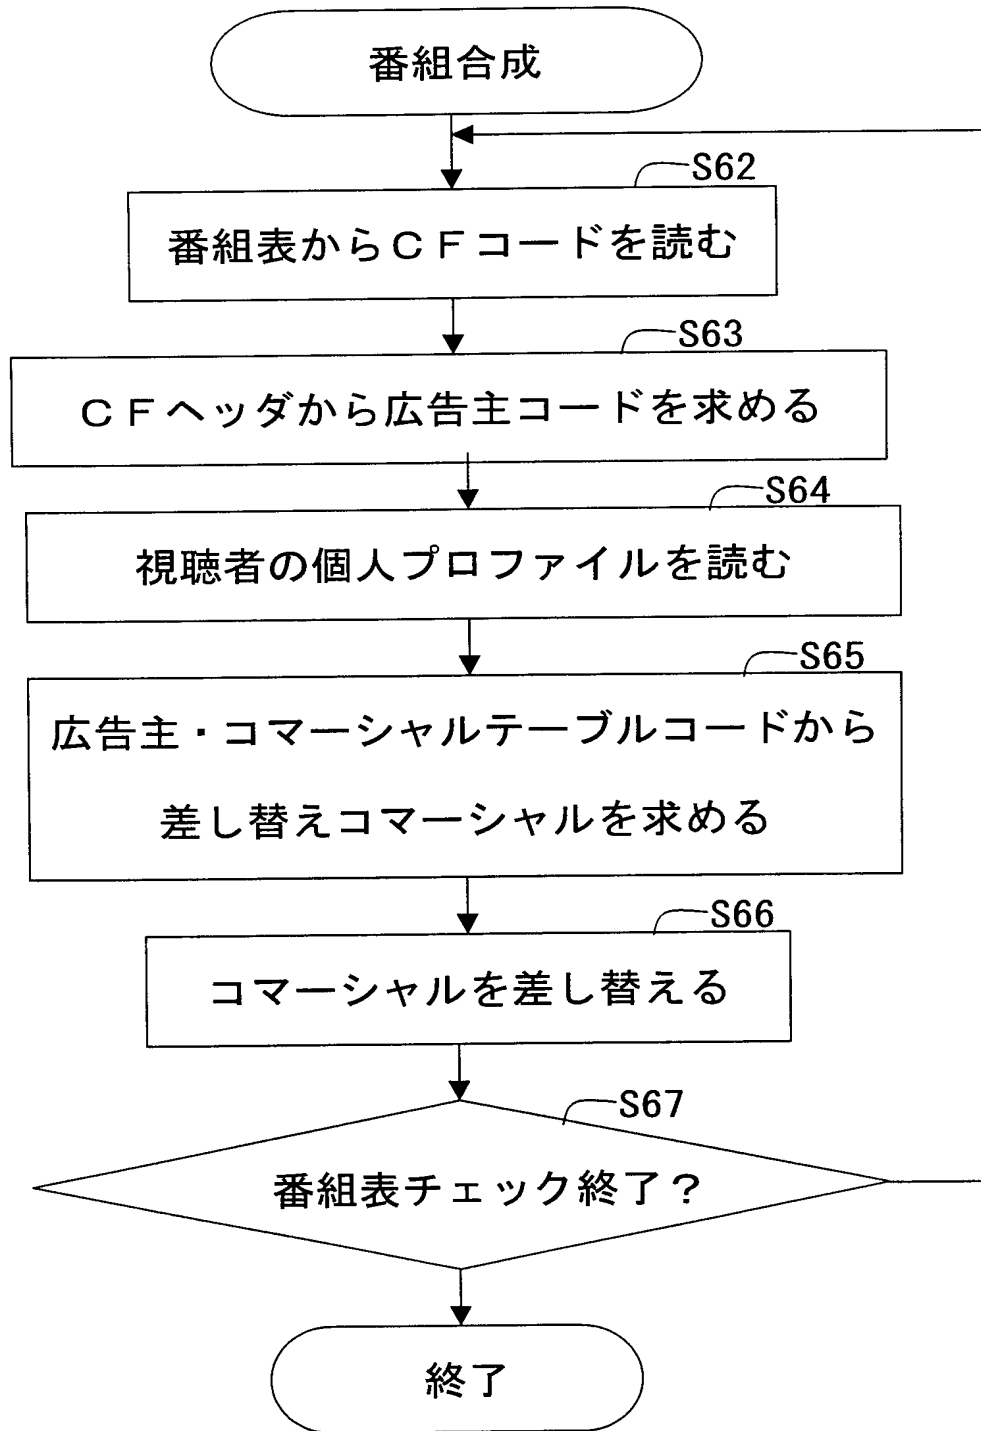 番組合成
S62
番組表からCFコードを読む
S63
CFヘッダから広告主コードを求める
S64
視聴者の個人プロファイルを読む
S65
広告主・コマーシャルテーブルコードから
差し替えコマーシャルを求める
S66
コマーシャルを差し替える
S67
番組表チェック終了?
終了